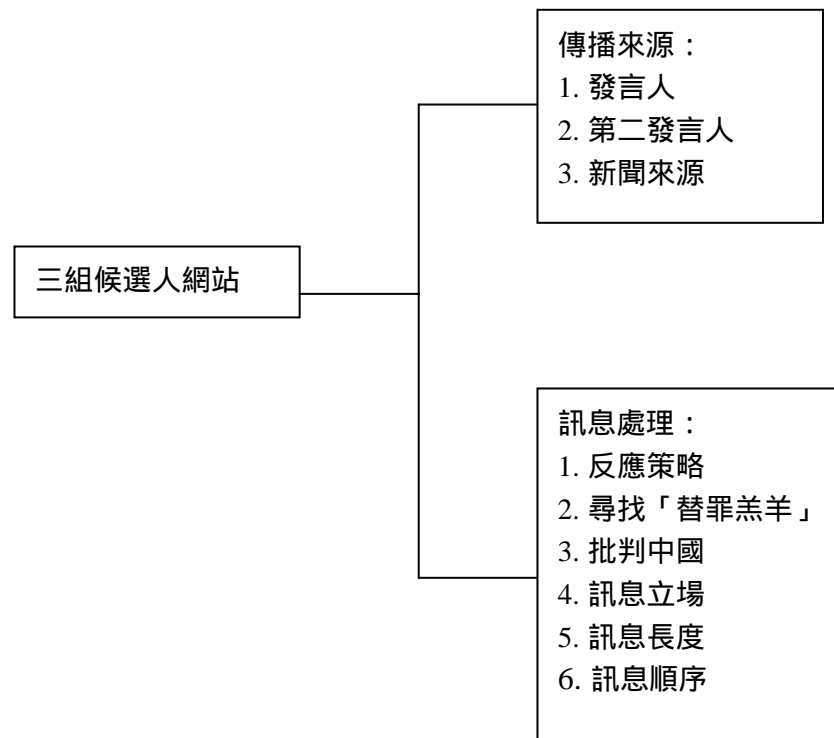 傳播來源：
1. 發言人
2. 第二發言人
3. 新聞來源
三組候選人網站
訊息處理：
1. 反應策略
2. 尋找「替罪羔羊」
3. 批判中國
4. 訊息立場
5. 訊息長度
6. 訊息順序